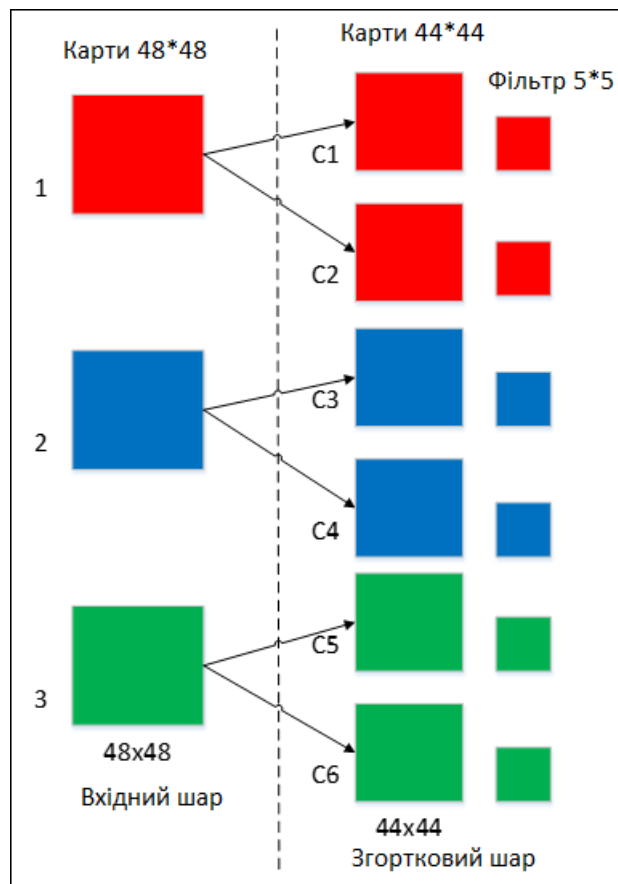 Карти 48*48
Карти 44*44
Фільтр 5*5
1
C1
C2
2
C3
C4
3
C5
C6
48x48
Вхідний шар
44x44
Згортковий шар